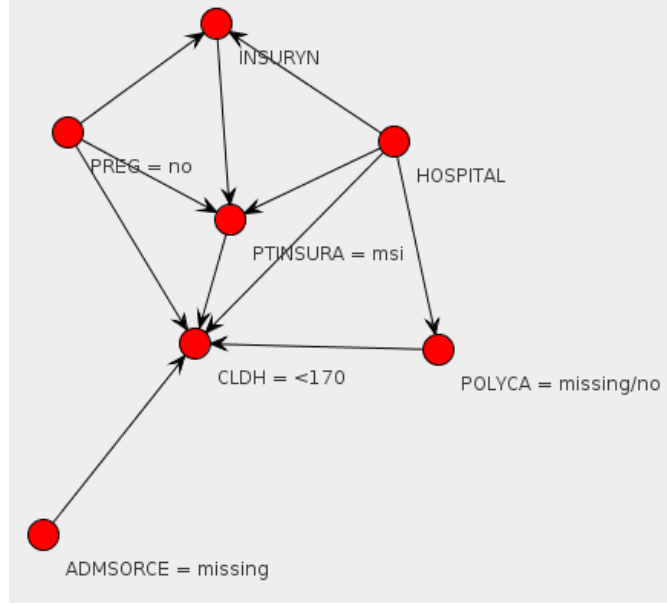 INSURYN
PREG = no
HOSPITAL
PTINSURA = msi
CLDH = <170
POLYCA = missing/no
ADMSORCE = missing